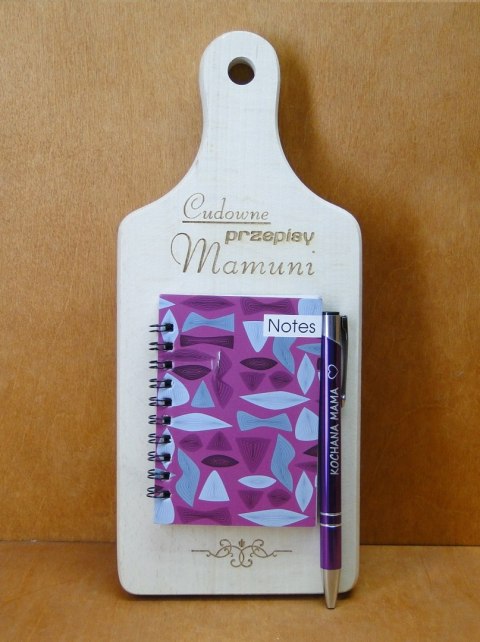 Cudowne
przepisy
Mamuni
Notes
KOCHANA MAMA ♡